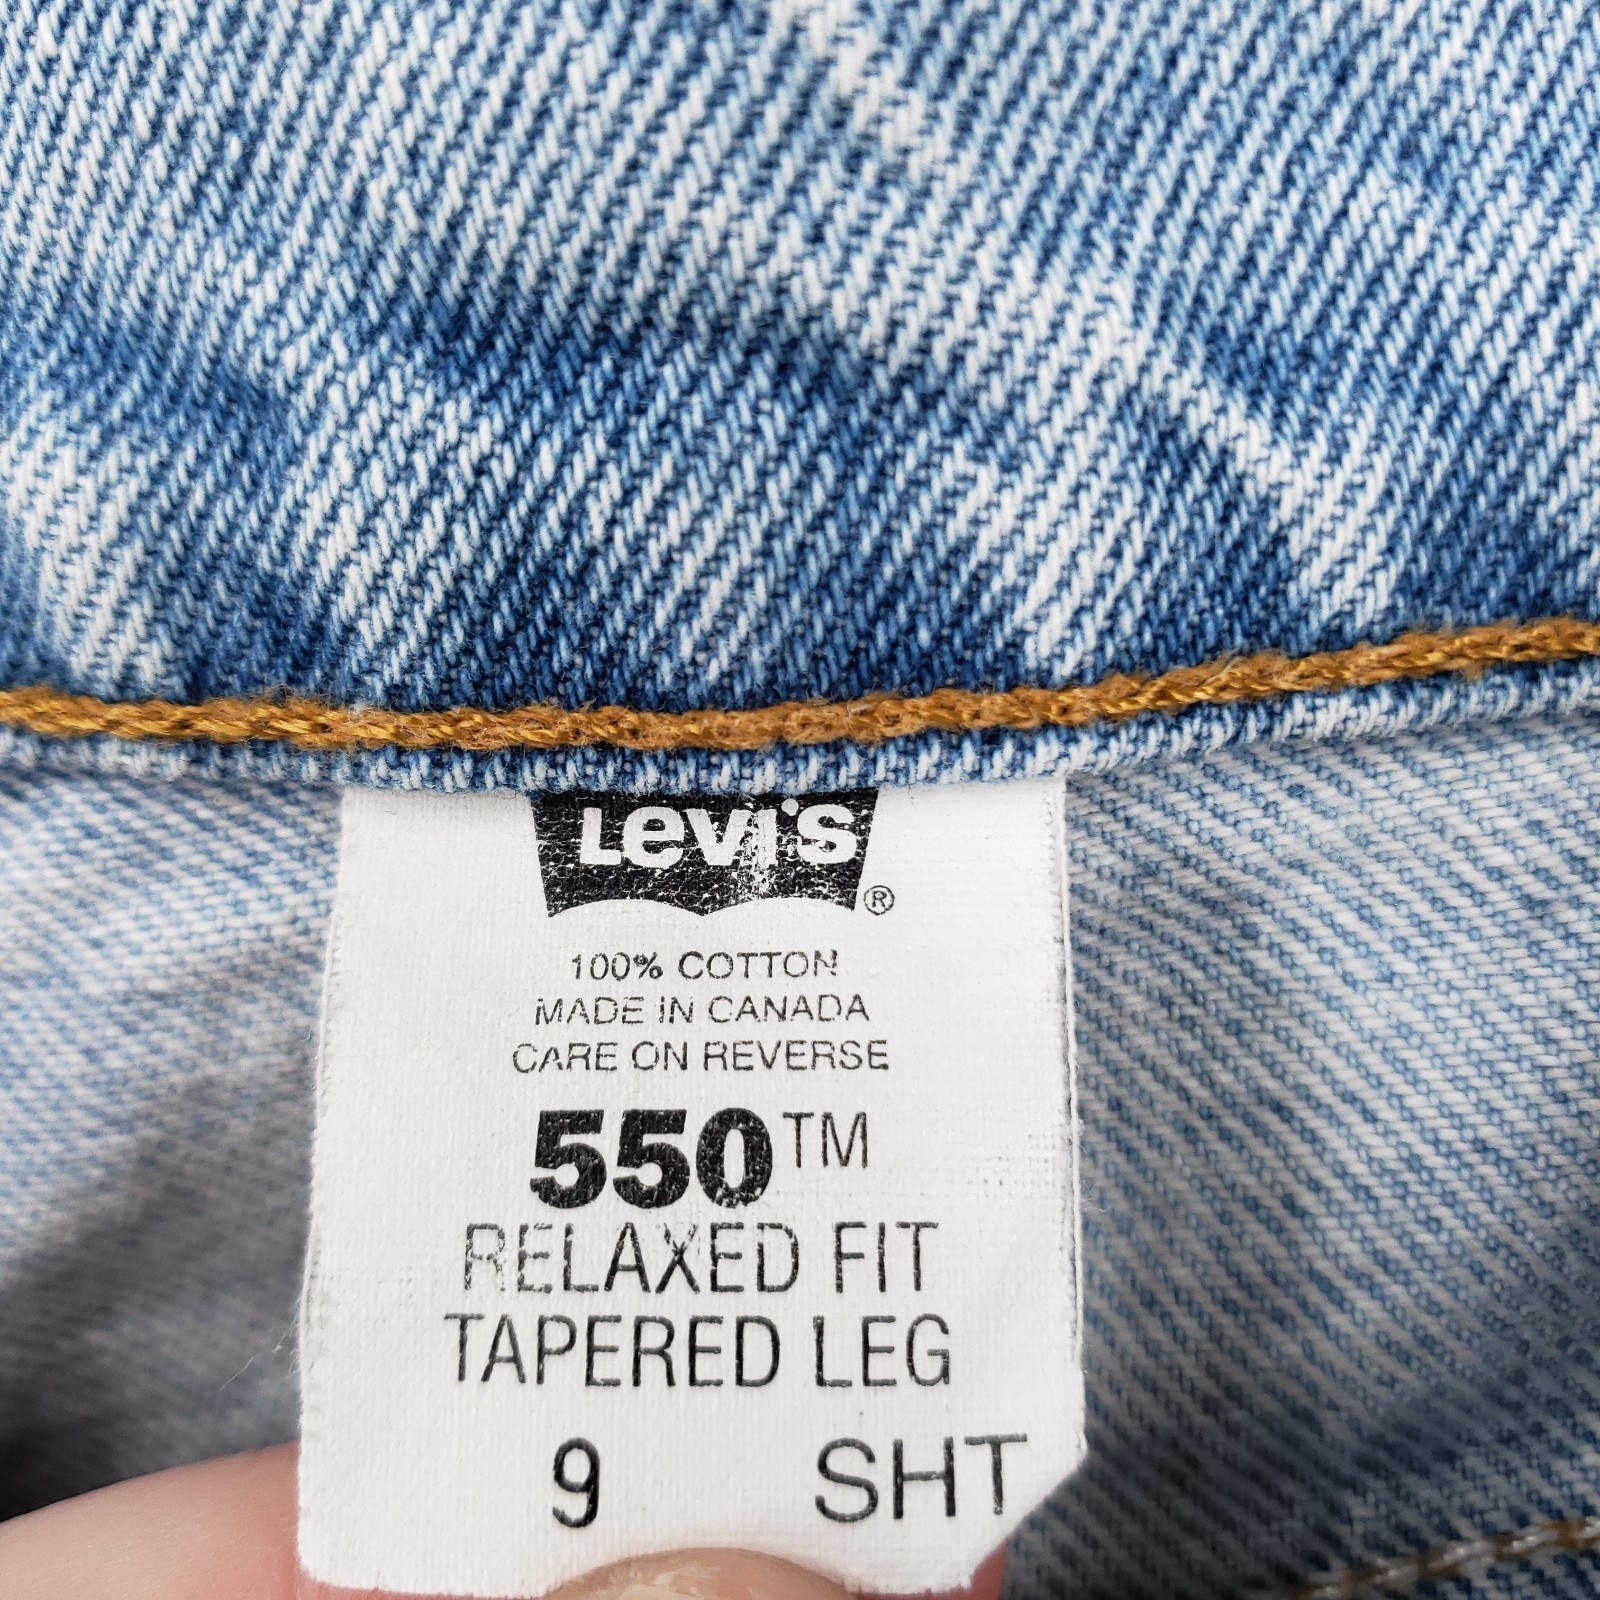 Levi's ®
100% COTTON
MADE IN CANADA
CARE ON REVERSE
550™
RELAXED FIT
TAPERED LEG
9 SHT